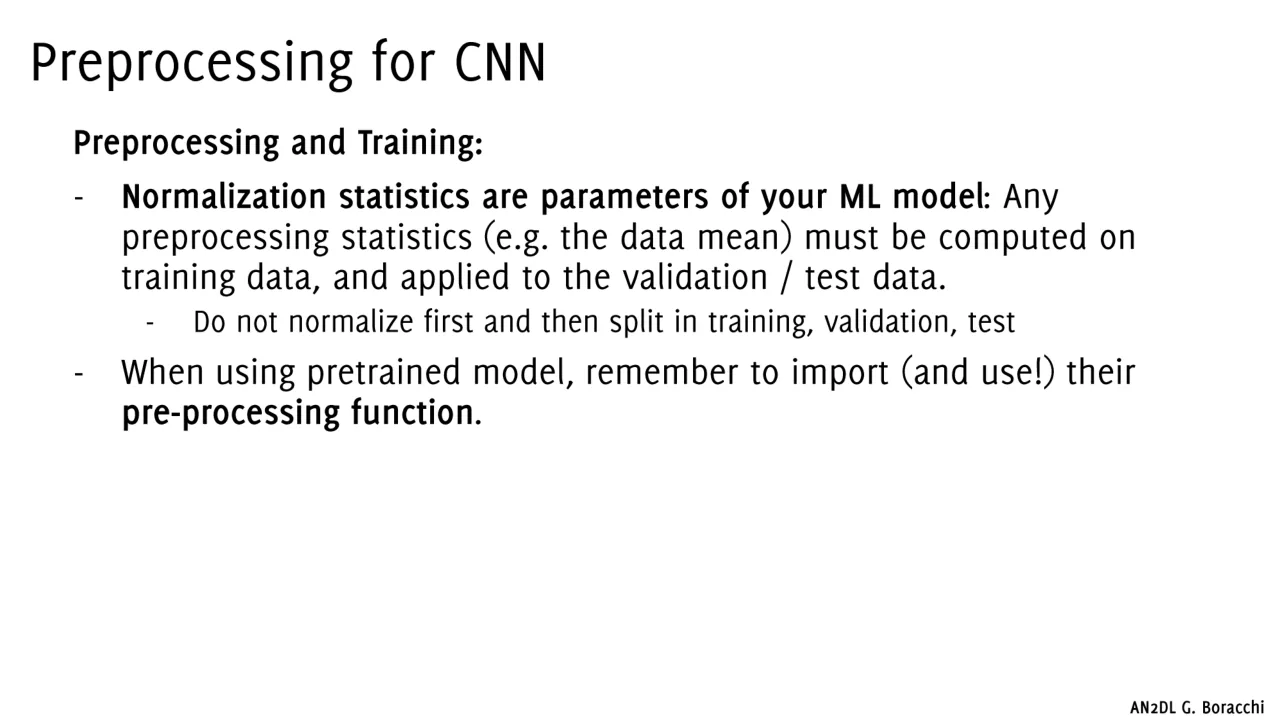 Preprocessing for CNN
Preprocessing and Training:
- Normalization statistics are parameters of your ML model: Any
preprocessing statistics (e.g. the data mean) must be computed on
training data, and applied to the validation / test data.
- Do not normalize first and then split in training, validation, test
- When using pretrained model, remember to import (and use!) their
pre-processing function.
AN2DL G. Boracchi